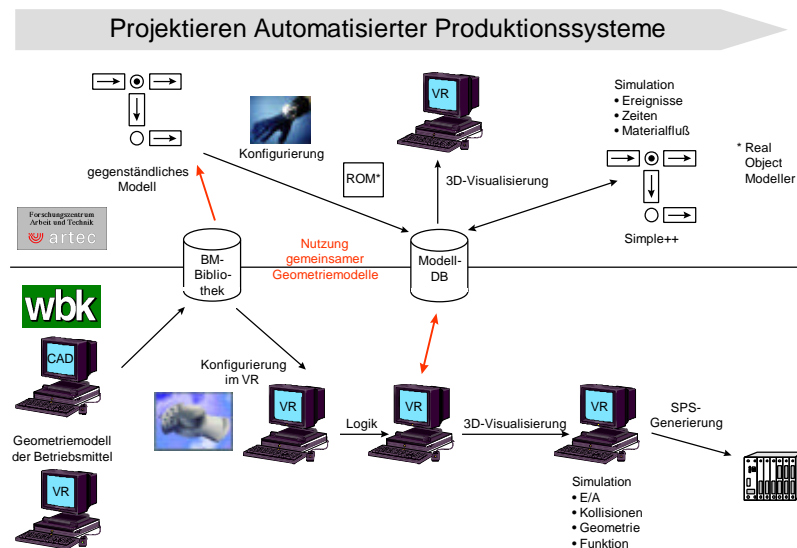 Projektieren Automatisierter Produktionssysteme
VR
Simulation
• Ereignisse
• Zeiten
• Materialfluß
Konfigurierung
gegenständliches
Modell
ROM*
3D-Visualisierung
* Real
Object
Modeller
Simple++
Forschungszentrum
Arbeit und Technik
artec
BM-
Biblio-
thek
Nutzung
gemeinsamer
Geometriemodelle
Modell-
DB
wbk
CAD
Konfigurierung
im VR
VR
Logik
VR
3D-Visualisierung
VR
SPS-
Generierung
Geometriemodell
der Betriebsmittel
VR
Simulation
• E/A
• Kollisionen
• Geometrie
• Funktion